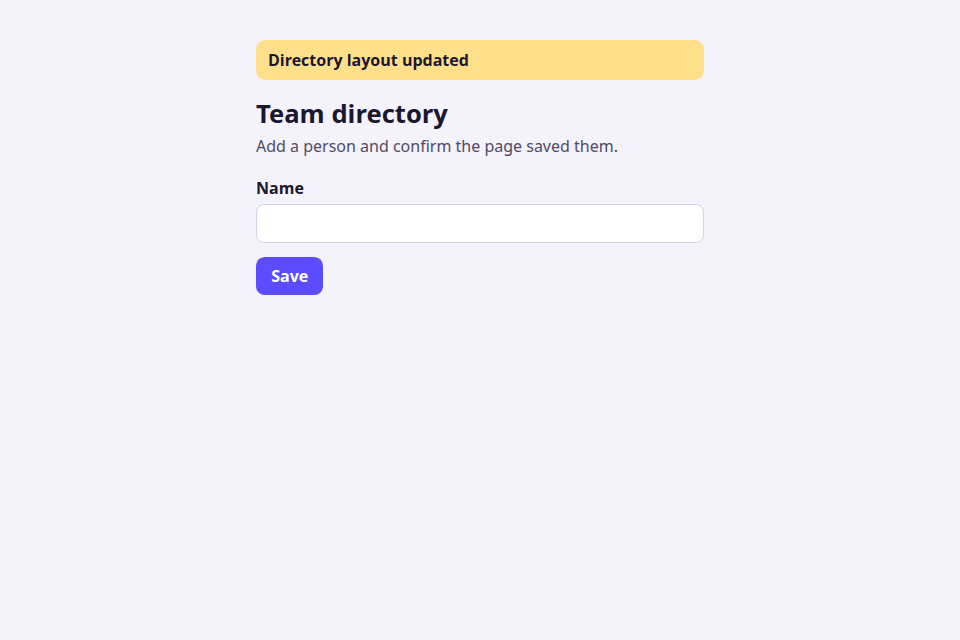 Directory layout updated
Team directory
Add a person and confirm the page saved them.
Name
Save